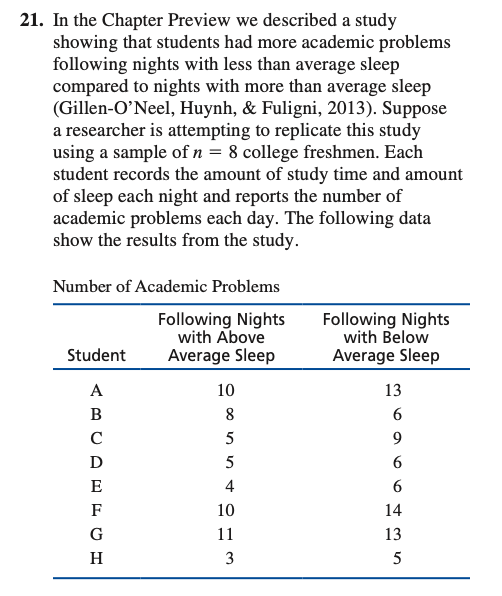 21. In the Chapter Preview we described a study
showing that students had more academic problems
following nights with less than average sleep
compared to nights with more than average sleep
(Gillen-O’Neel, Huynh, & Fuligni, 2013). Suppose
a researcher is attempting to replicate this study
using a sample of n = 8 college freshmen. Each
student records the amount of study time and amount
of sleep each night and reports the number of
academic problems each day. The following data
show the results from the study.
Number of Academic Problems
Following Nights Following Nights
with Above with Below
Student Average Sleep Average Sleep
A 10 13
B 8 6
C 5 9
D 5 6
E 4 6
F 10 14
G 11 13
H 3 5